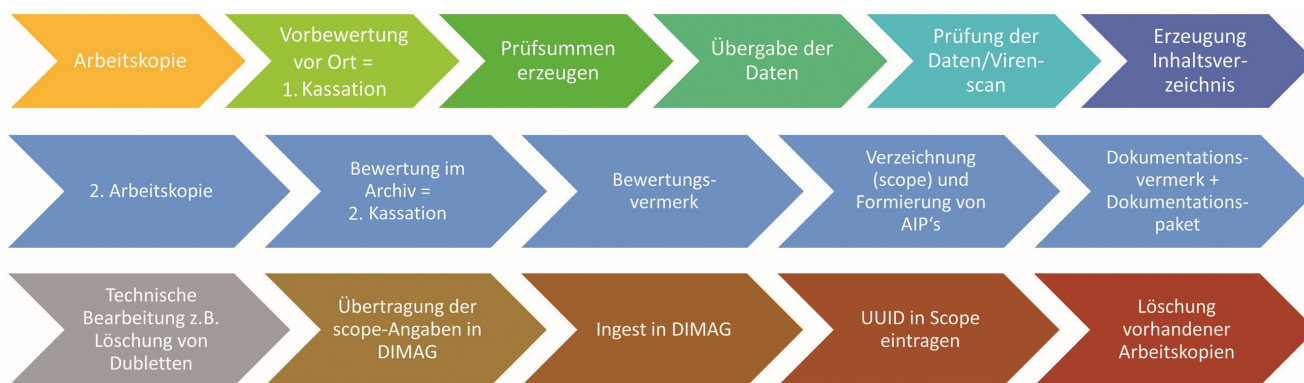 Arbeitskopie
Vorbewertung
vor Ort =
1. Kassation
Prüfsummen
erzeugen
Übergabe der
Daten
Prüfung der
Daten/Viren-
scan
Erzeugung
Inhaltsver-
zeichnis
2. Arbeitskopie
Bewertung im
Archiv =
2. Kassation
Bewertungs-
vermerk
Verzeichnung
(scope) und
Formierung von
AIP‘s
Dokumentations-
vermerk +
Dokumentations-
paket
Technische
Bearbeitung z.B.
Löschung von
Dubletten
Übertragung der
scope-Angaben in
DIMAG
Ingest in DIMAG
UUID in Scope
eintragen
Löschung
vorhandener
Arbeitskopien